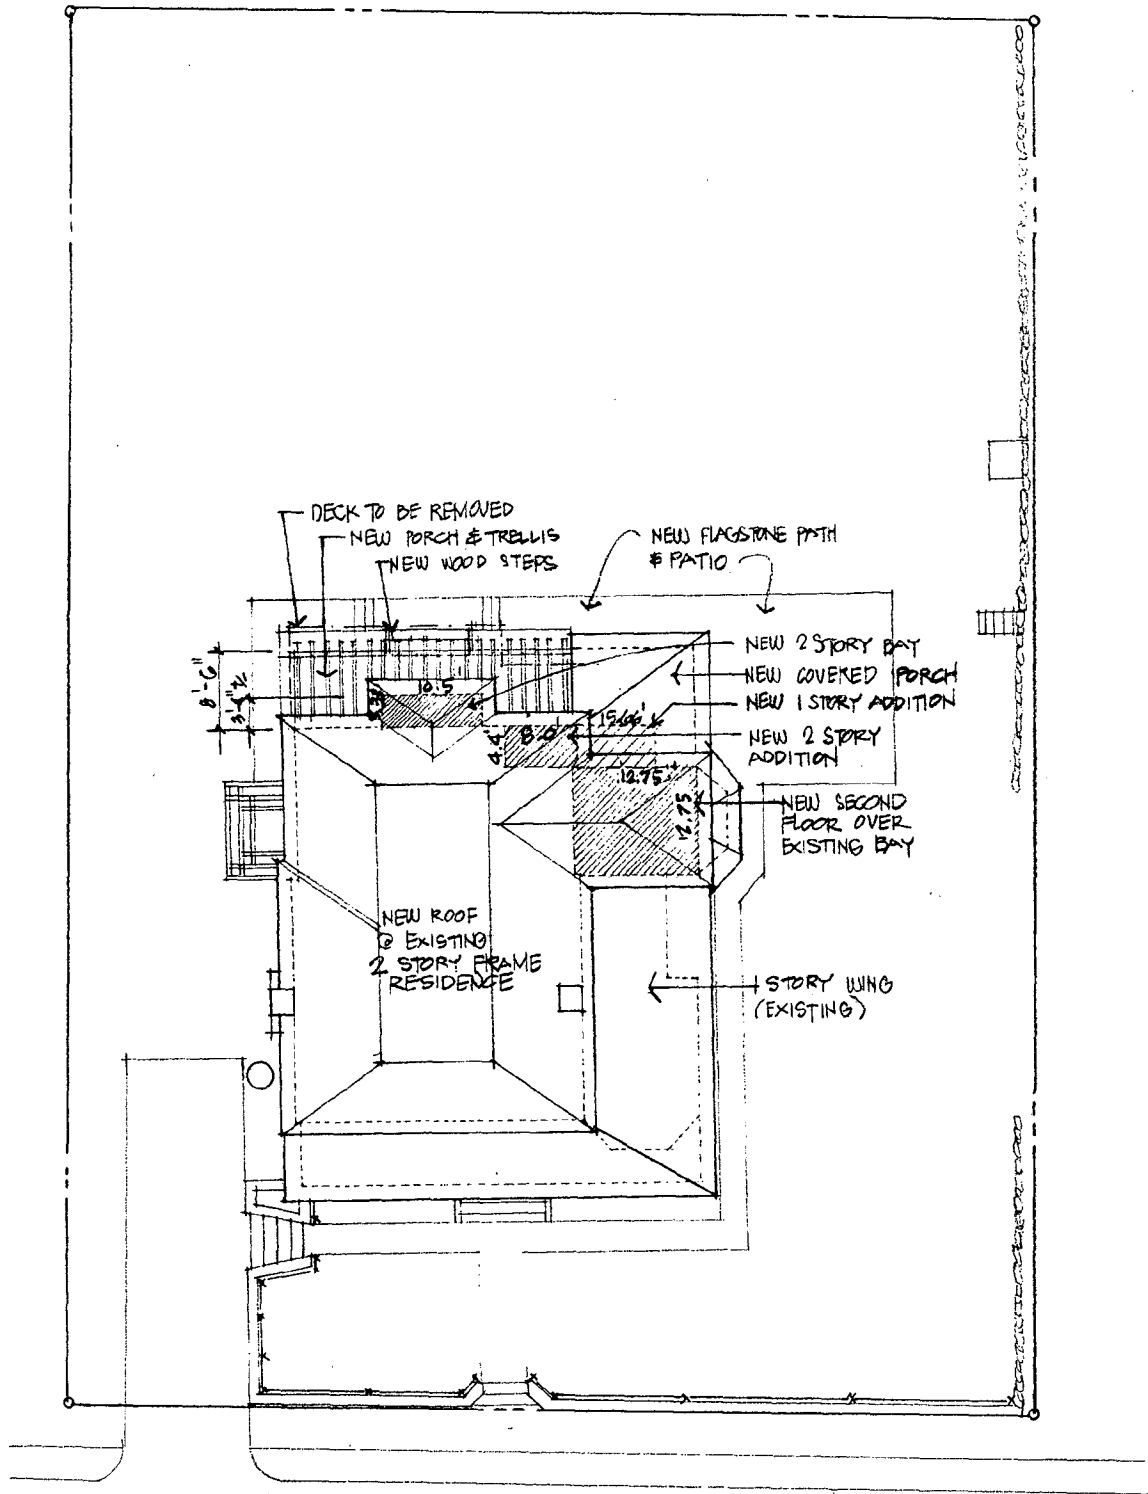 DECK TO BE REMOVED
NEW PORCH & TRELLIS
NEW WOOD STEPS
NEW FLAGSTONE PATH
& PATIO
NEW 2 STORY BAY
NEW COVERED PORCH
NEW 1 STORY ADDITION
NEW 2 STORY
ADDITION
8'-6"
10.5
15.66'
4.4'
8.0
12.75
12.75
NEW SECOND
FLOOR OVER
EXISTING BAY
NEW ROOF
@ EXISTING
2 STORY FRAME
RESIDENCE
1 STORY WING
(EXISTING)